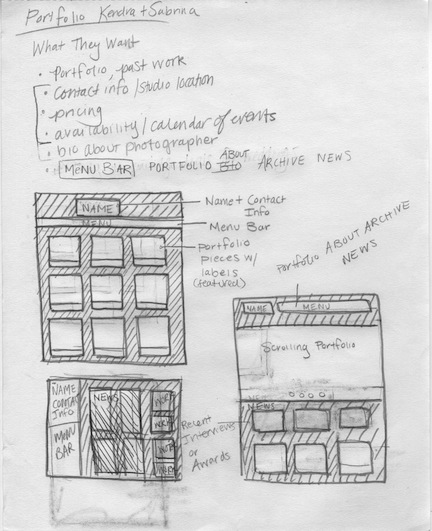 Portfolio Kendra + Sabrina
What They Want
• Portfolio, past work
• Contact info/studio location
• pricing
• availability/calendar of events
• bio about photographer
• MENU BAR PORTFOLIO BIO ABOUT ARCHIVE NEWS
NAME
Name + Contact
Info
MENU
Menu Bar
Portfolio
pieces w/
labels
(featured)
Portfolio ABOUT ARCHIVE
NEWS
NAME
MENU
Scrolling Portfolio
NEWS
NAME
CONTACT
Info
MENU
BAR
NEWS
Recent
Interviews
or
Awards